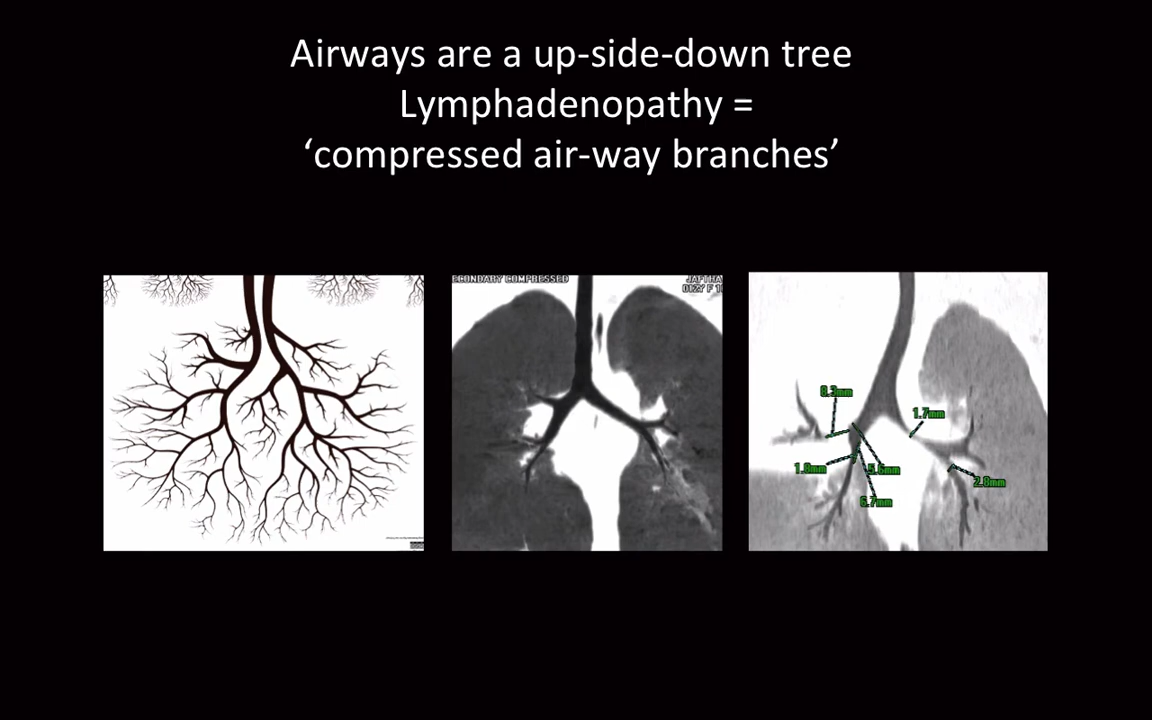 Airways are a up-side-down tree
Lymphadenopathy =
‘compressed air-way branches’
ECONDARY COMPRESSED
JAFTHA
8.3mm
1.7mm
1.8mm
5.6mm
2.8mm
6.7mm